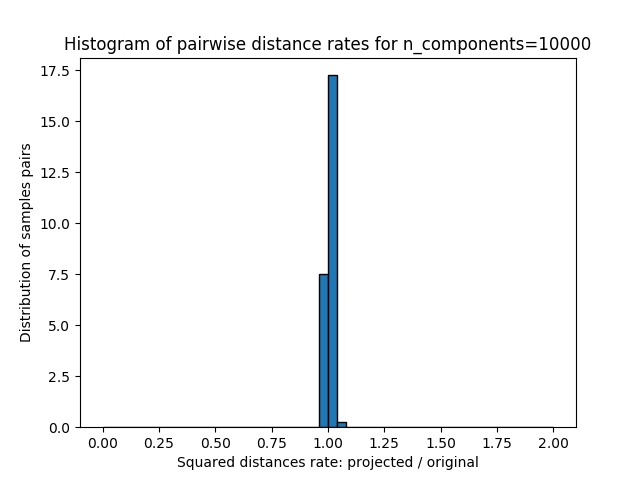 Histogram of pairwise distance rates for n_components=10000
17.5
15.0
12.5
10.0
7.5
5.0
2.5
0.0
Distribution of samples pairs
0.00 0.25 0.50 0.75 1.00 1.25 1.50 1.75 2.00
Squared distances rate: projected / original